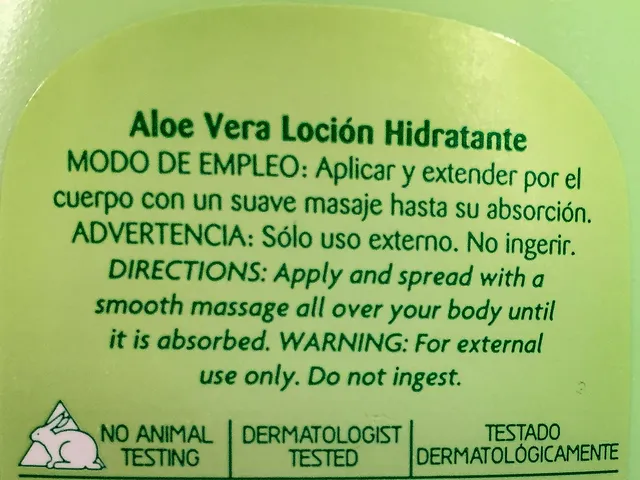 Aloe Vera Loción Hidratante
MODO DE EMPLEO: Aplicar y extender por el
cuerpo con un suave masaje hasta su absorción.
ADVERTENCIA: Sólo uso externo. No ingerir.
DIRECTIONS: Apply and spread with a
smooth massage all over your body until
it is absorbed. WARNING: For external
use only. Do not ingest.
NO ANIMAL
TESTING
DERMATOLOGIST
TESTED
TESTADO
DERMATOLÓGICAMENTE